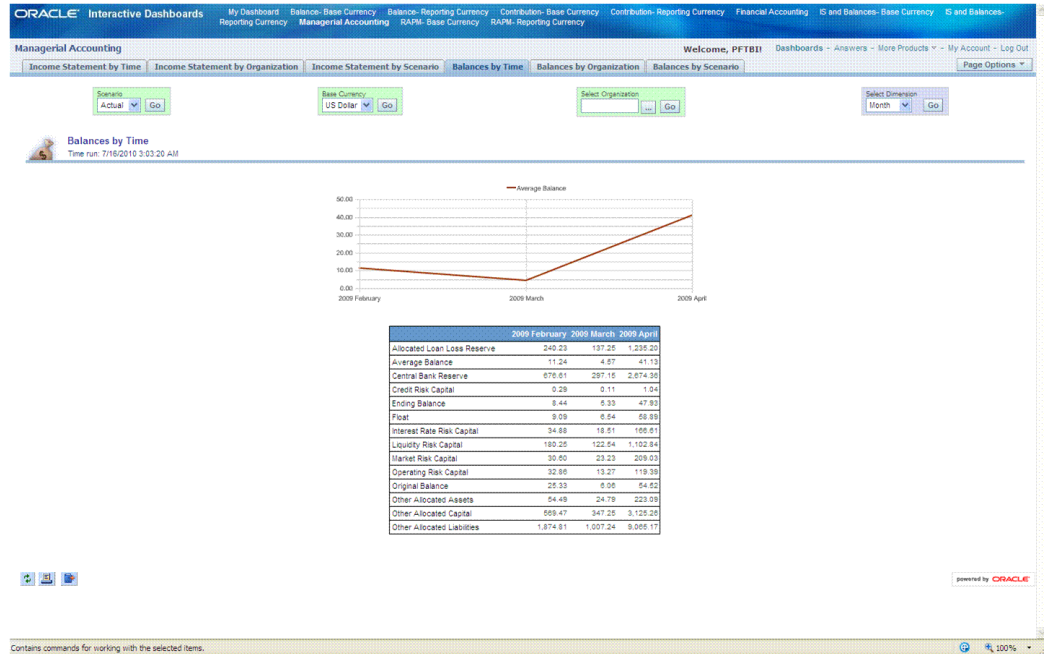 ORACLE Interactive Dashboards
My Dashboard Balance- Base Currency Balance- Reporting Currency Contribution- Base Currency Contribution- Reporting Currency Financial Accounting IS and Balances- Base Currency IS and Balances-
Reporting Currency Managerial Accounting RAPM- Base Currency RAPM- Reporting Currency
Managerial Accounting Welcome, PFTBI! Dashboards - Answers - More Products - My Account - Log Out
Income Statement by Time Income Statement by Organization Income Statement by Scenario Balances by Time Balances by Organization Balances by Scenario Page Options
Scenario Base Currency Select Organization Select Dimension
Actual Go US Dollar Go ... Go Month Go
Balances by Time
Time run: 7/16/2010 3:03:20 AM
Average Balance
50.00
40.00
30.00
20.00
10.00
0.00
2009 February 2009 March 2009 April
2009 February 2009 March 2009 April
Allocated Loan Loss Reserve 240.23 137.25 1,235.20
Average Balance 11.24 4.57 41.13
Central Bank Reserve 676.61 297.15 2,674.36
Credit Risk Capital 0.29 0.11 1.04
Ending Balance 8.44 5.33 47.93
Float 9.09 6.54 58.89
Interest Rate Risk Capital 34.88 18.51 166.61
Liquidity Risk Capital 180.25 122.54 1,102.84
Market Risk Capital 30.60 23.23 209.03
Operating Risk Capital 32.86 13.27 119.39
Original Balance 25.33 6.06 54.52
Other Allocated Assets 54.49 24.79 223.09
Other Allocated Capital 569.47 347.25 3,125.26
Other Allocated Liabilities 1,874.81 1,007.24 9,065.17
powered by ORACLE
Contains commands for working with the selected items. 100%